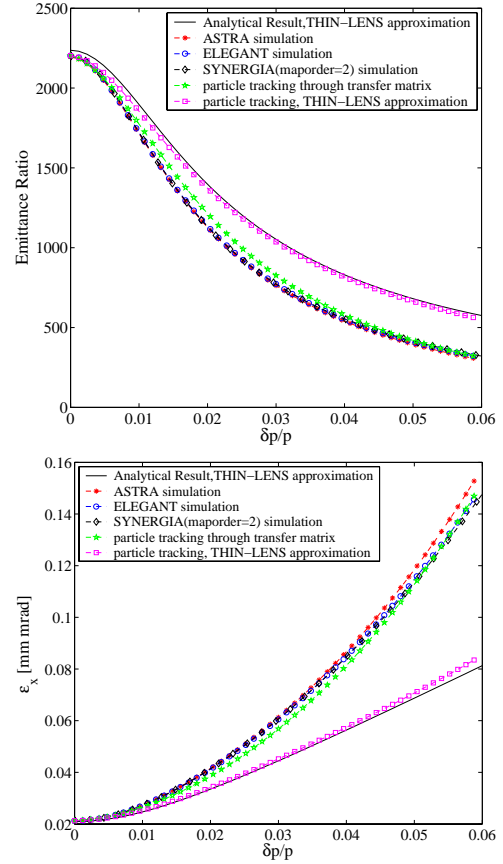 Analytical Result,THIN-LENS approximation
ASTRA simulation
ELEGANT simulation
SYNERGIA(maporder=2) simulation
particle tracking through transfer matrix
particle tracking, THIN-LENS approximation
2500
2000
1500
1000
500
0
Emittance Ratio
0 0.01 0.02 0.03 0.04 0.05 0.06
δp/p
0.16
Analytical Result,THIN-LENS approximation
ASTRA simulation
ELEGANT simulation
SYNERGIA(maporder=2) simulation
particle tracking through transfer matrix
particle tracking, THIN-LENS approximation
0.14
0.12
0.1
0.08
0.06
0.04
0.02
εx [mm mrad]
0 0.01 0.02 0.03 0.04 0.05 0.06
δp/p